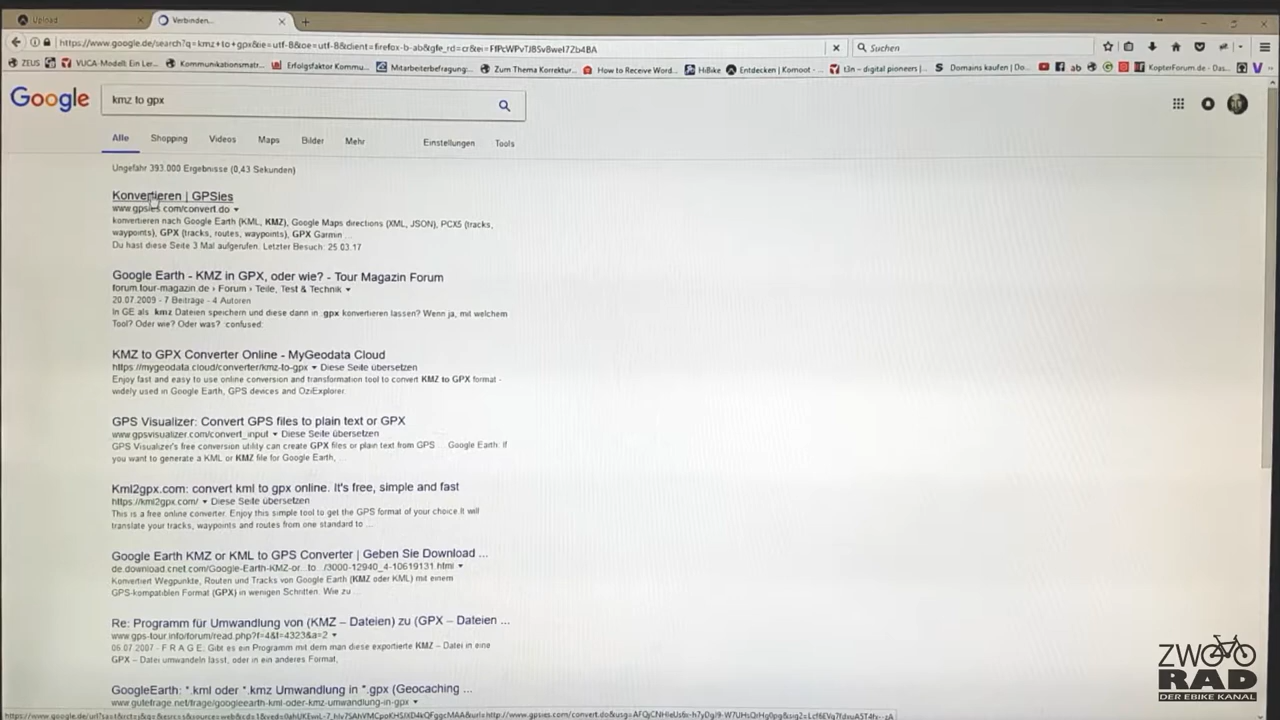 Upload
Verbinden...
https://www.google.de/search?q=kmz+to+gpx&ie=utf-8&oe=utf-8&client=firefox-b-ab&gfe_rd=cr&ei=
Suchen
ZEUS
VUCA-Modell: Ein Ler...
Kommunikationsmatr...
Erfolgsfaktor Kommu...
Mitarbeiterbefragung...
Zum Thema Korrektur...
How to Receive Word...
HiBike
Entdecken | Komoot - ...
t3n – digital pioneers | ...
Domains kaufen | Do...
ab
KopterForum.de - Das...
Google
kmz to gpx
Alle Shopping Videos Maps Bilder Mehr Einstellungen Tools
Ungefähr 393.000 Ergebnisse (0,43 Sekunden)
Konvertieren | GPSies
www.gpsies.com/convert.do
konvertieren nach Google Earth (KML, KMZ), Google Maps directions (XML, JSON), PCX5 (tracks,
waypoints), GPX (tracks, routes, waypoints), GPX Garmin ...
Du hast diese Seite 3 Mal aufgerufen. Letzter Besuch: 25.03.17
Google Earth - KMZ in GPX, oder wie? - Tour Magazin Forum
forum.tour-magazin.de › Forum › Teile, Test & Technik
20.07.2009 - 7 Beiträge - 4 Autoren
In GE als .kmz Dateien speichern und diese dann in .gpx konvertieren lassen? Wenn ja, mit welchem
Tool? Oder wie? Oder was? :confused:
KMZ to GPX Converter Online - MyGeodata Cloud
https://mygeodata.cloud/converter/kmz-to-gpx Diese Seite übersetzen
Enjoy fast and easy to use online conversion and transformation tool to convert KMZ to GPX format -
widely used in Google Earth, GPS devices and OziExplorer.
GPS Visualizer: Convert GPS files to plain text or GPX
www.gpsvisualizer.com/convert_input Diese Seite übersetzen
GPS Visualizer's free conversion utility can create GPX files or plain text from GPS ... Google Earth. If
you want to generate a KML or KMZ file for Google Earth, ...
Kml2gpx.com: convert kml to gpx online. It's free, simple and fast
https://kml2gpx.com/ Diese Seite übersetzen
This is a free online converter. Enjoy this simple tool to get the GPS format of your choice.It will
translate your tracks, waypoints and routes from one standard to ...
Google Earth KMZ or KML to GPS Converter | Geben Sie Download ...
de.download.cnet.com/Google-Earth-KMZ-or...to.../3000-12940_4-10619131.html
Konvertiert Wegpunkte, Routen und Tracks von Google Earth (KMZ oder KML) mit einem
GPS-kompatiblen Format (GPX) in wenigen Schritten. Wie zu ...
Re: Programm für Umwandlung von (KMZ – Dateien) zu (GPX – Dateien ...
www.gps-tour.info/forum/read.php?f=4&t=4323&a=2
06.07.2007 - F R A G E: Gibt es ein Programm mit dem man diese exportierte KMZ – Datei in eine
GPX – Datei umwandeln lässt, oder in ein anderes Format,
GoogleEarth: *.kml oder *.kmz Umwandlung in *.gpx (Geocaching ...
www.gutefrage.net/frage/googleearth-kml-oder-kmz-umwandlung-in-gpx
ZWO
RAD
DER EBIKE KANAL